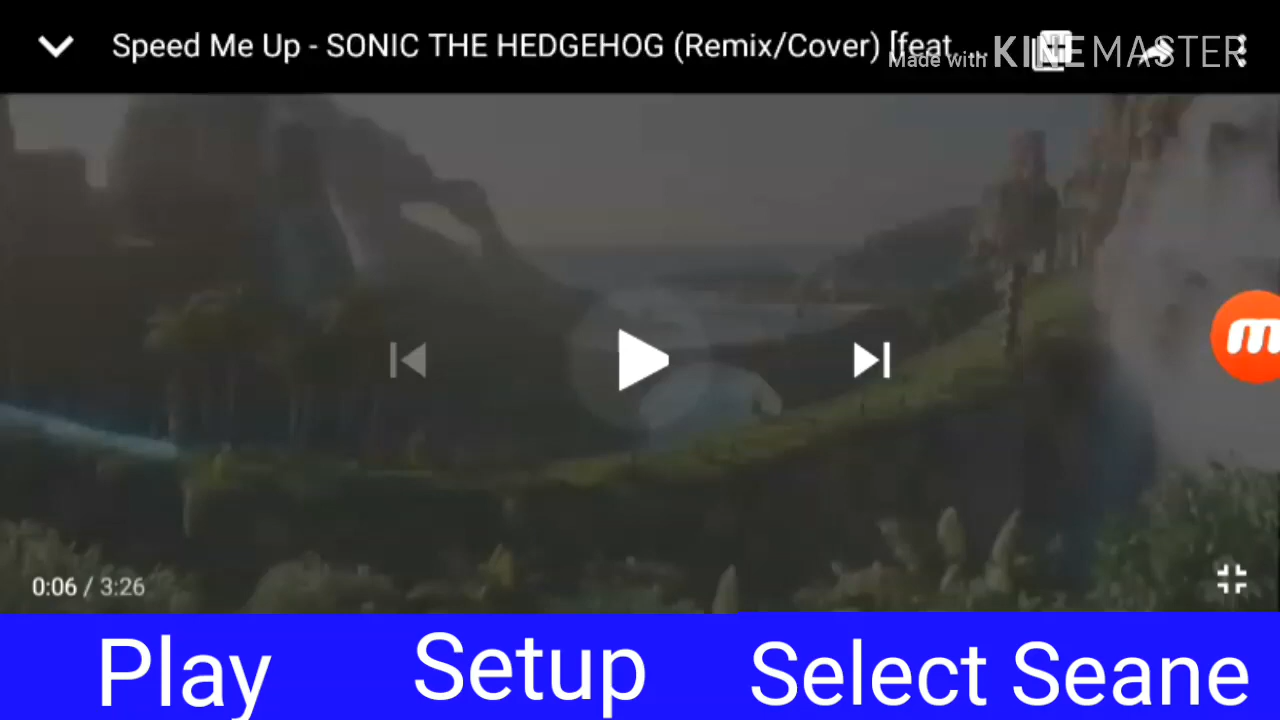 Speed Me Up - SONIC THE HEDGEHOG (Remix/Cover) [feat. ...
Made with KINEMASTER
m
0:06 / 3:26
Play Setup Select Seane